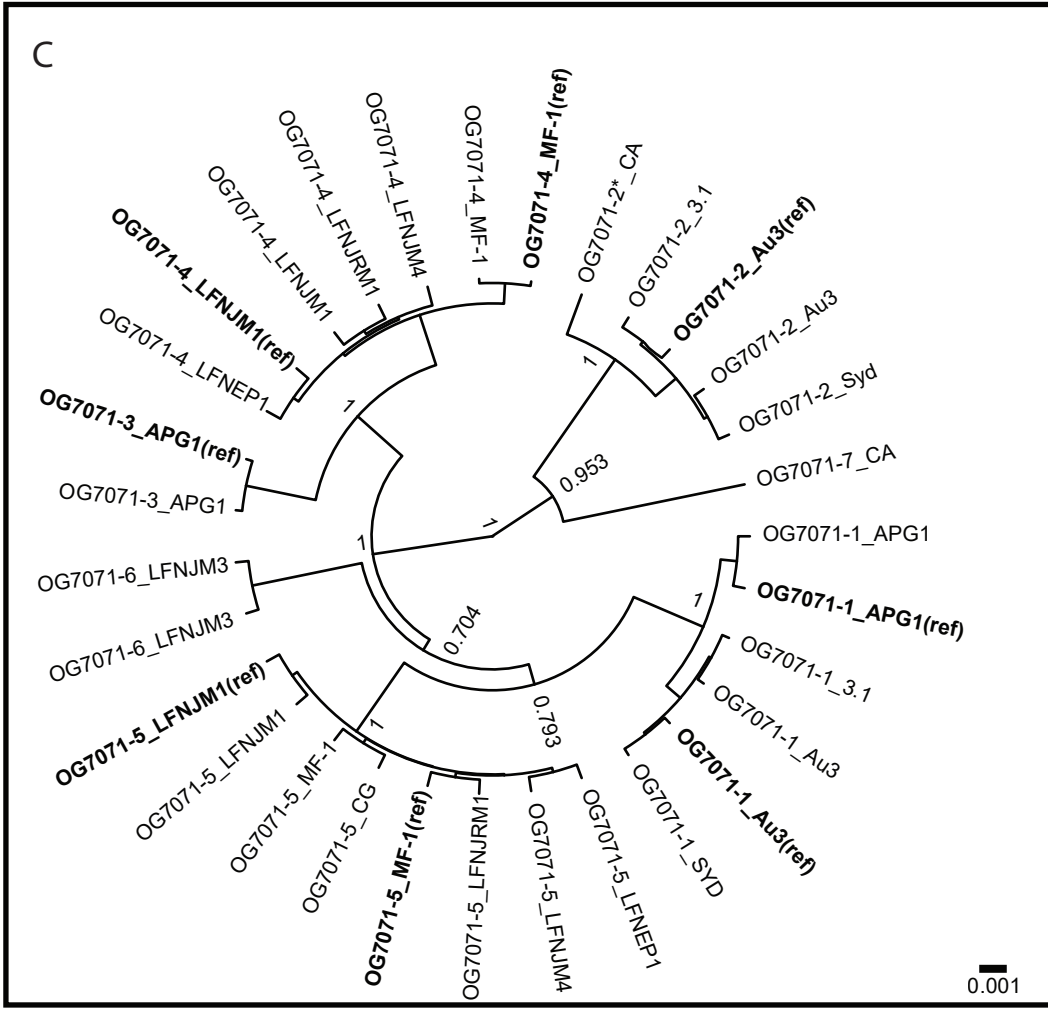 C
OG7071-4_MF-1(ref)
OG7071-4_MF-1
OG7071-4_LFNJM4
OG7071-4_LFNJRM1
OG7071-4_LFNJM1
OG7071-4_LFNJM1(ref)
OG7071-4_LFNEP1
OG7071-3_APG1(ref)
OG7071-3_APG1
OG7071-6_LFNJM3
OG7071-6_LFNJM3
OG7071-5_LFNJM1(ref)
OG7071-5_LFNJM1
OG7071-5_MF-1
OG7071-5_CG
OG7071-5_MF-1(ref)
OG7071-5_LFNJRM1
OG7071-5_LFNJM4
OG7071-5_LFNEP1
OG7071-1_SYD
OG7071-1_Au3(ref)
OG7071-1_Au3
OG7071-1_3.1
OG7071-1_APG1(ref)
OG7071-1_APG1
OG7071-7_CA
OG7071-2_Syd
OG7071-2_Au3
OG7071-2_Au3(ref)
OG7071-2_3.1
OG7071-2*_CA
1
1
0.953
1
1
0.704
1
0.793
1
0.001